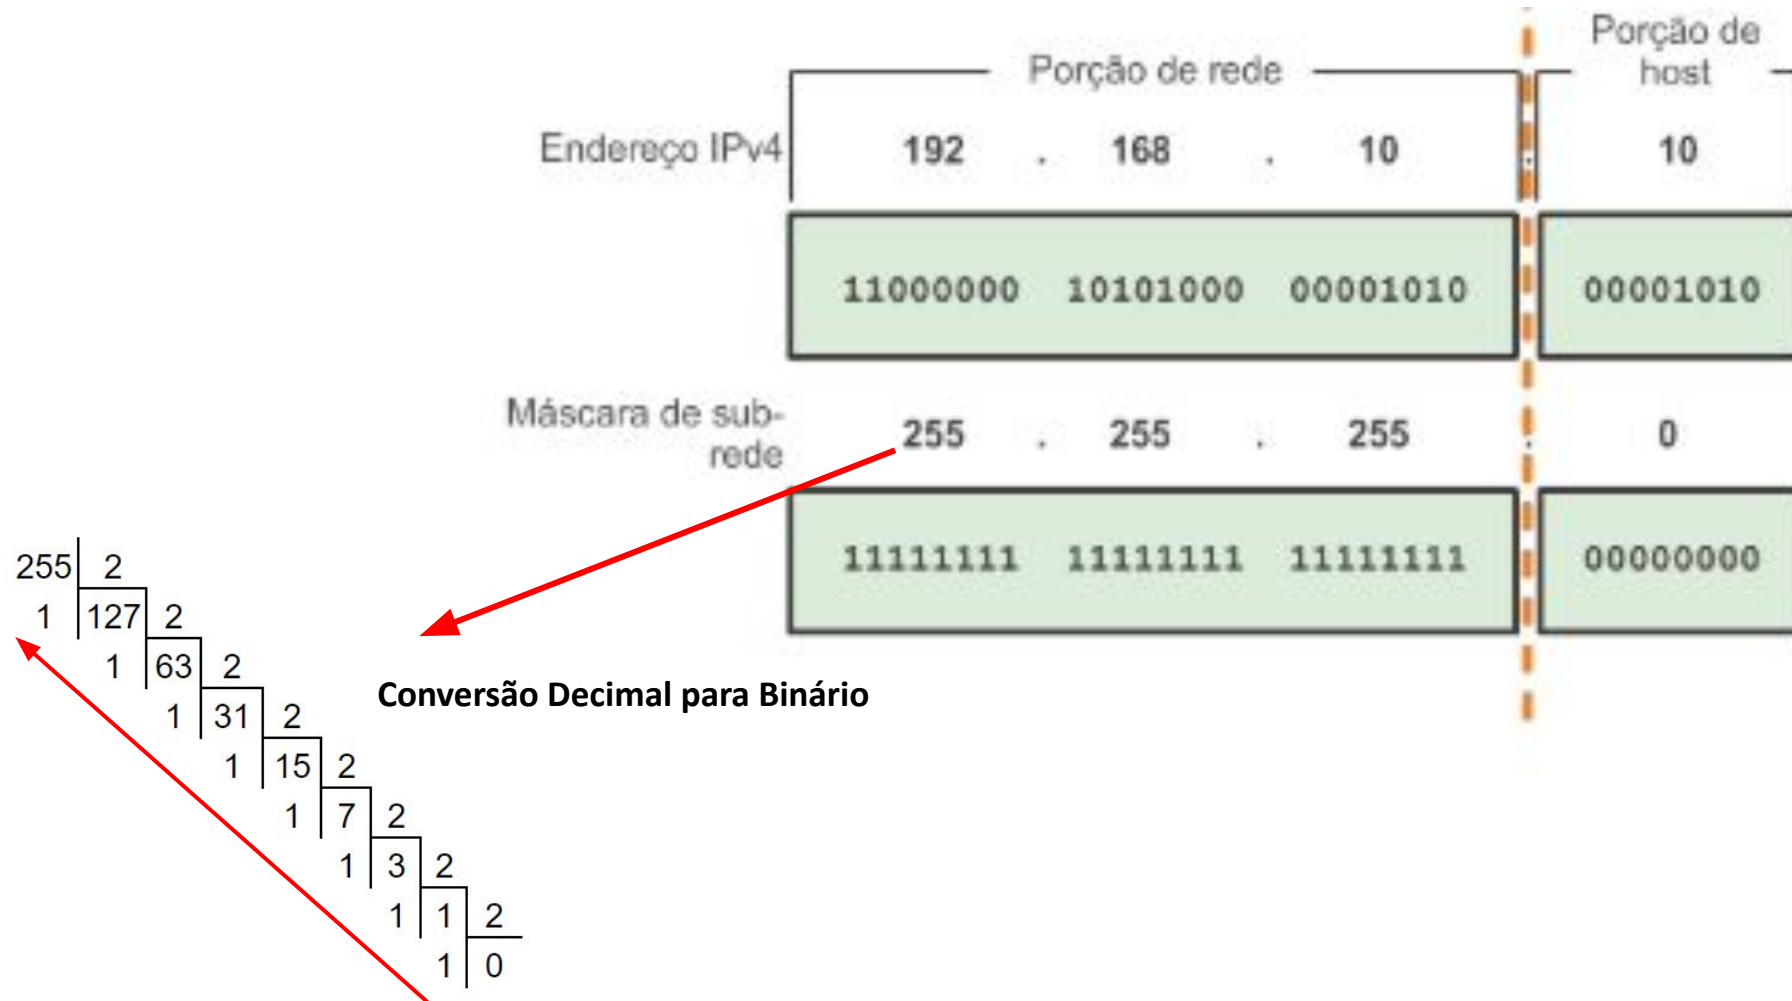 Porção de rede
Porção de
host
Endereço IPv4 192 . 168 . 10 . 10
11000000 10101000 00001010 00001010
Máscara de sub-
rede
255 . 255 . 255 . 0
11111111 11111111 11111111 00000000
Conversão Decimal para Binário
255 2
1 127 2
1 63 2
1 31 2
1 15 2
1 7 2
1 3 2
1 1 2
1 0